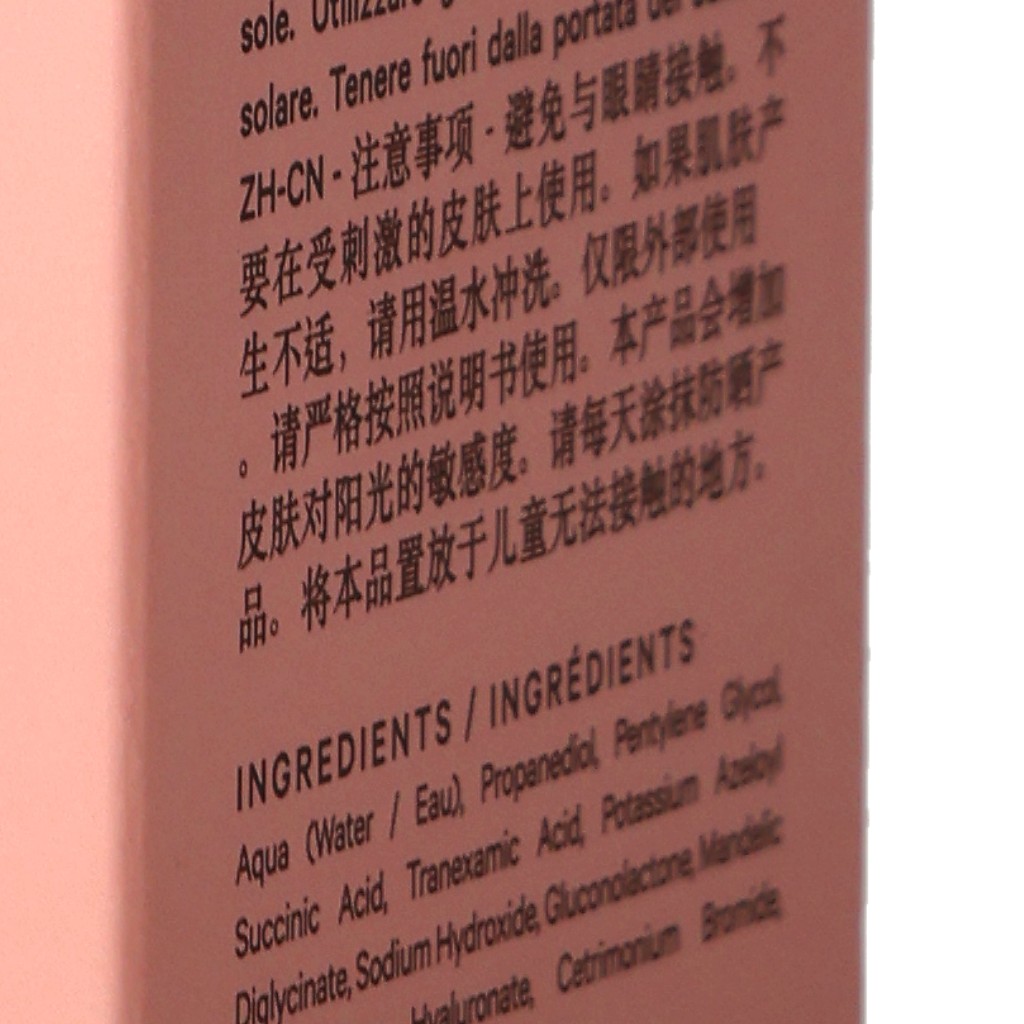 sole. Utilizzare
solare. Tenere fuori dalla portata dei
ZH-CN - 注意事项 - 避免与眼睛接触。不
要在受刺激的皮肤上使用。如果肌肤产
生不适，请用温水冲洗。仅限外部使用
。请严格按照说明书使用。本产品会增加
皮肤对阳光的敏感度。请每天涂抹防晒产
品。将本品置放于儿童无法接触的地方。
INGREDIENTS / INGRÉDIENTS
Aqua (Water / Eau), Propanediol, Pentylene Glycol,
Succinic Acid, Tranexamic Acid, Potassium Azeloyl
Diglycinate, Sodium Hydroxide, Gluconolactone, Mandelic
Hyaluronate, Cetrimonium Bromide,